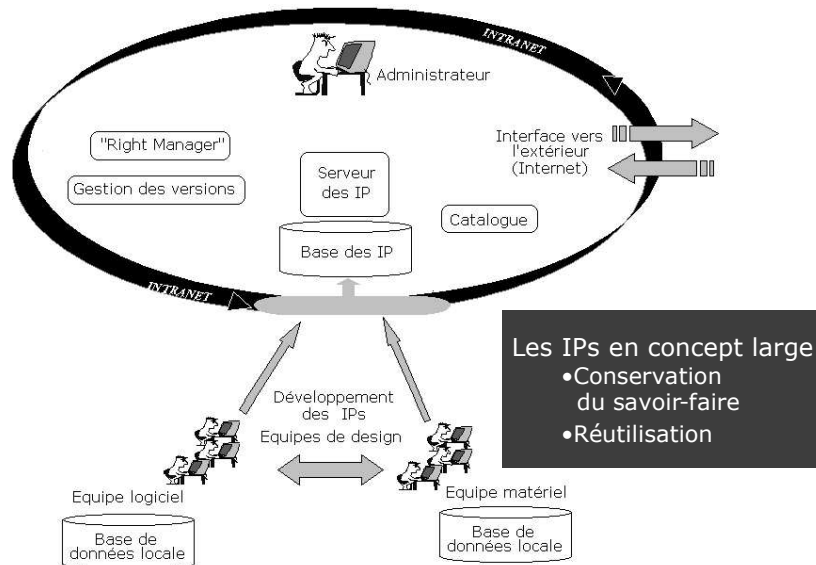 INTRANET
Administrateur
"Right Manager"
Gestion des versions
Serveur
des IP
Base des IP
Catalogue
Interface vers
l'extérieur
(Internet)
INTRANET
Les IPs en concept large
•Conservation
du savoir-faire
•Réutilisation
Développement
des IPs
Equipes de design
Equipe logiciel
Base de
données locale
Equipe matériel
Base de
données locale